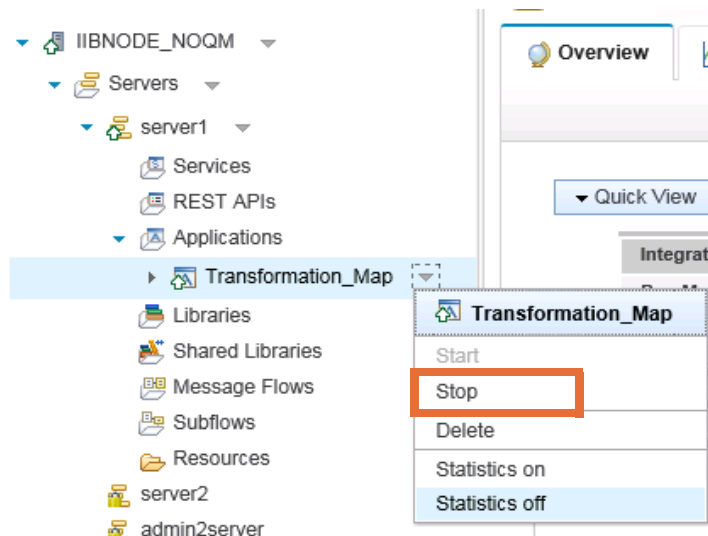 IIBNODE_NOQM
Servers
server1
Services
REST APIs
Applications
Transformation_Map
Libraries
Shared Libraries
Message Flows
Subflows
Resources
server2
admin2server
Overview
Quick View
Integrat
Transformation_Map
Start
Stop
Delete
Statistics on
Statistics off